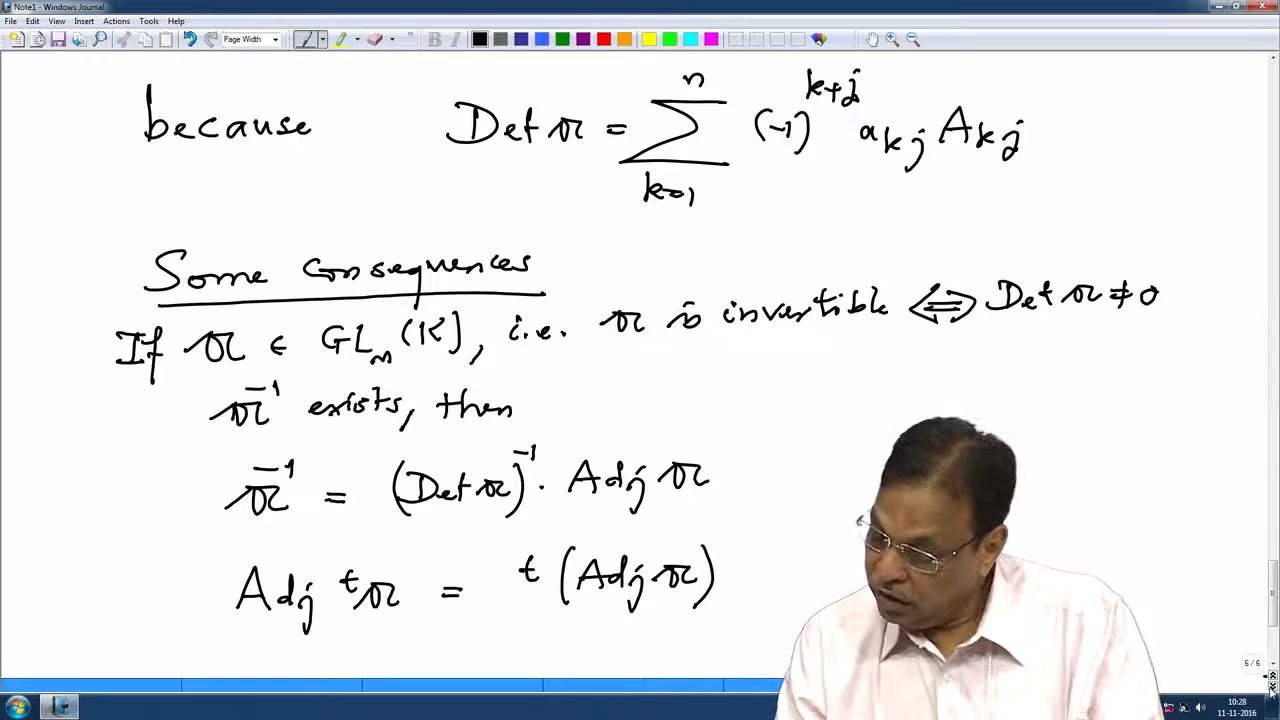 Note1 - Windows Journal
File Edit View Insert Actions Tools Help
Page Width
because Det 𝔄 = ∑_{k=1}^{n} (-1)^{k+j} a_{kj} A_{kj}
Some consequences
If 𝔄 ∈ GL_n(K), i.e. 𝔄 is invertible ⟺ Det 𝔄 ≠ 0
𝔄^{-1} exists, then
𝔄^{-1} = (Det 𝔄)^{-1} · Adj 𝔄
Adj ^t𝔄 = ^t(Adj 𝔄)
6/6
10:28
11-11-2016